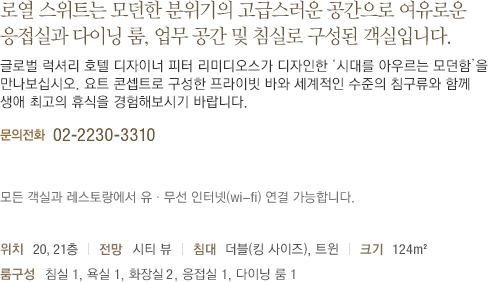 로열 스위트는 모던한 분위기의 고급스러운 공간으로 여유로운
응접실과 다이닝 룸, 업무 공간 및 침실로 구성된 객실입니다.
글로벌 럭셔리 호텔 디자이너 피터 리미디오스가 디자인한 ‘시대를 아우르는 모던함’을
만나보십시오. 요트 콘셉트로 구성한 프라이빗 바와 세계적인 수준의 침구류와 함께
생애 최고의 휴식을 경험해보시기 바랍니다.
문의전화 02-2230-3310
모든 객실과 레스토랑에서 유 · 무선 인터넷(wi-fi) 연결 가능합니다.
위치 20, 21층 | 전망 시티 뷰 | 침대 더블(킹 사이즈), 트윈 | 크기 124m²
룸구성 침실 1, 욕실 1, 화장실 2, 응접실 1, 다이닝 룸 1